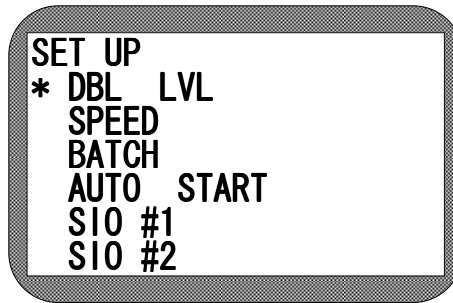 SET UP
* DBL LVL
SPEED
BATCH
AUTO START
SIO #1
SIO #2